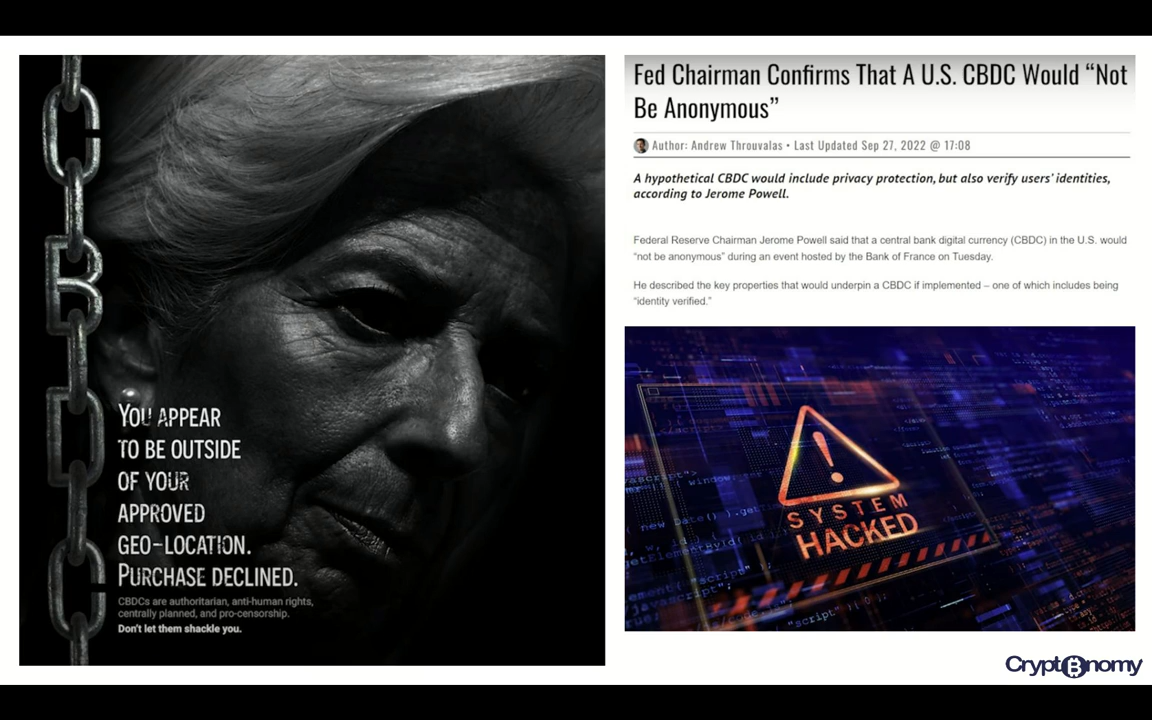 CBDC
YOU APPEAR
TO BE OUTSIDE
OF YOUR
APPROVED
GEO-LOCATION.
PURCHASE DECLINED.
CBDCs are authoritarian, anti-human rights,
centrally planned, and pro-censorship.
Don't let them shackle you.
Fed Chairman Confirms That A U.S. CBDC Would “Not
Be Anonymous”
Author: Andrew Throuvalas • Last Updated Sep 27, 2022 @ 17:08
A hypothetical CBDC would include privacy protection, but also verify users' identities,
according to Jerome Powell.
Federal Reserve Chairman Jerome Powell said that a central bank digital currency (CBDC) in the U.S. would
“not be anonymous” during an event hosted by the Bank of France on Tuesday.
He described the key properties that would underpin a CBDC if implemented – one of which includes being
“identity verified.”
new Date()
SYSTEM
HACKED
"script"
"script"
CryptBnomy